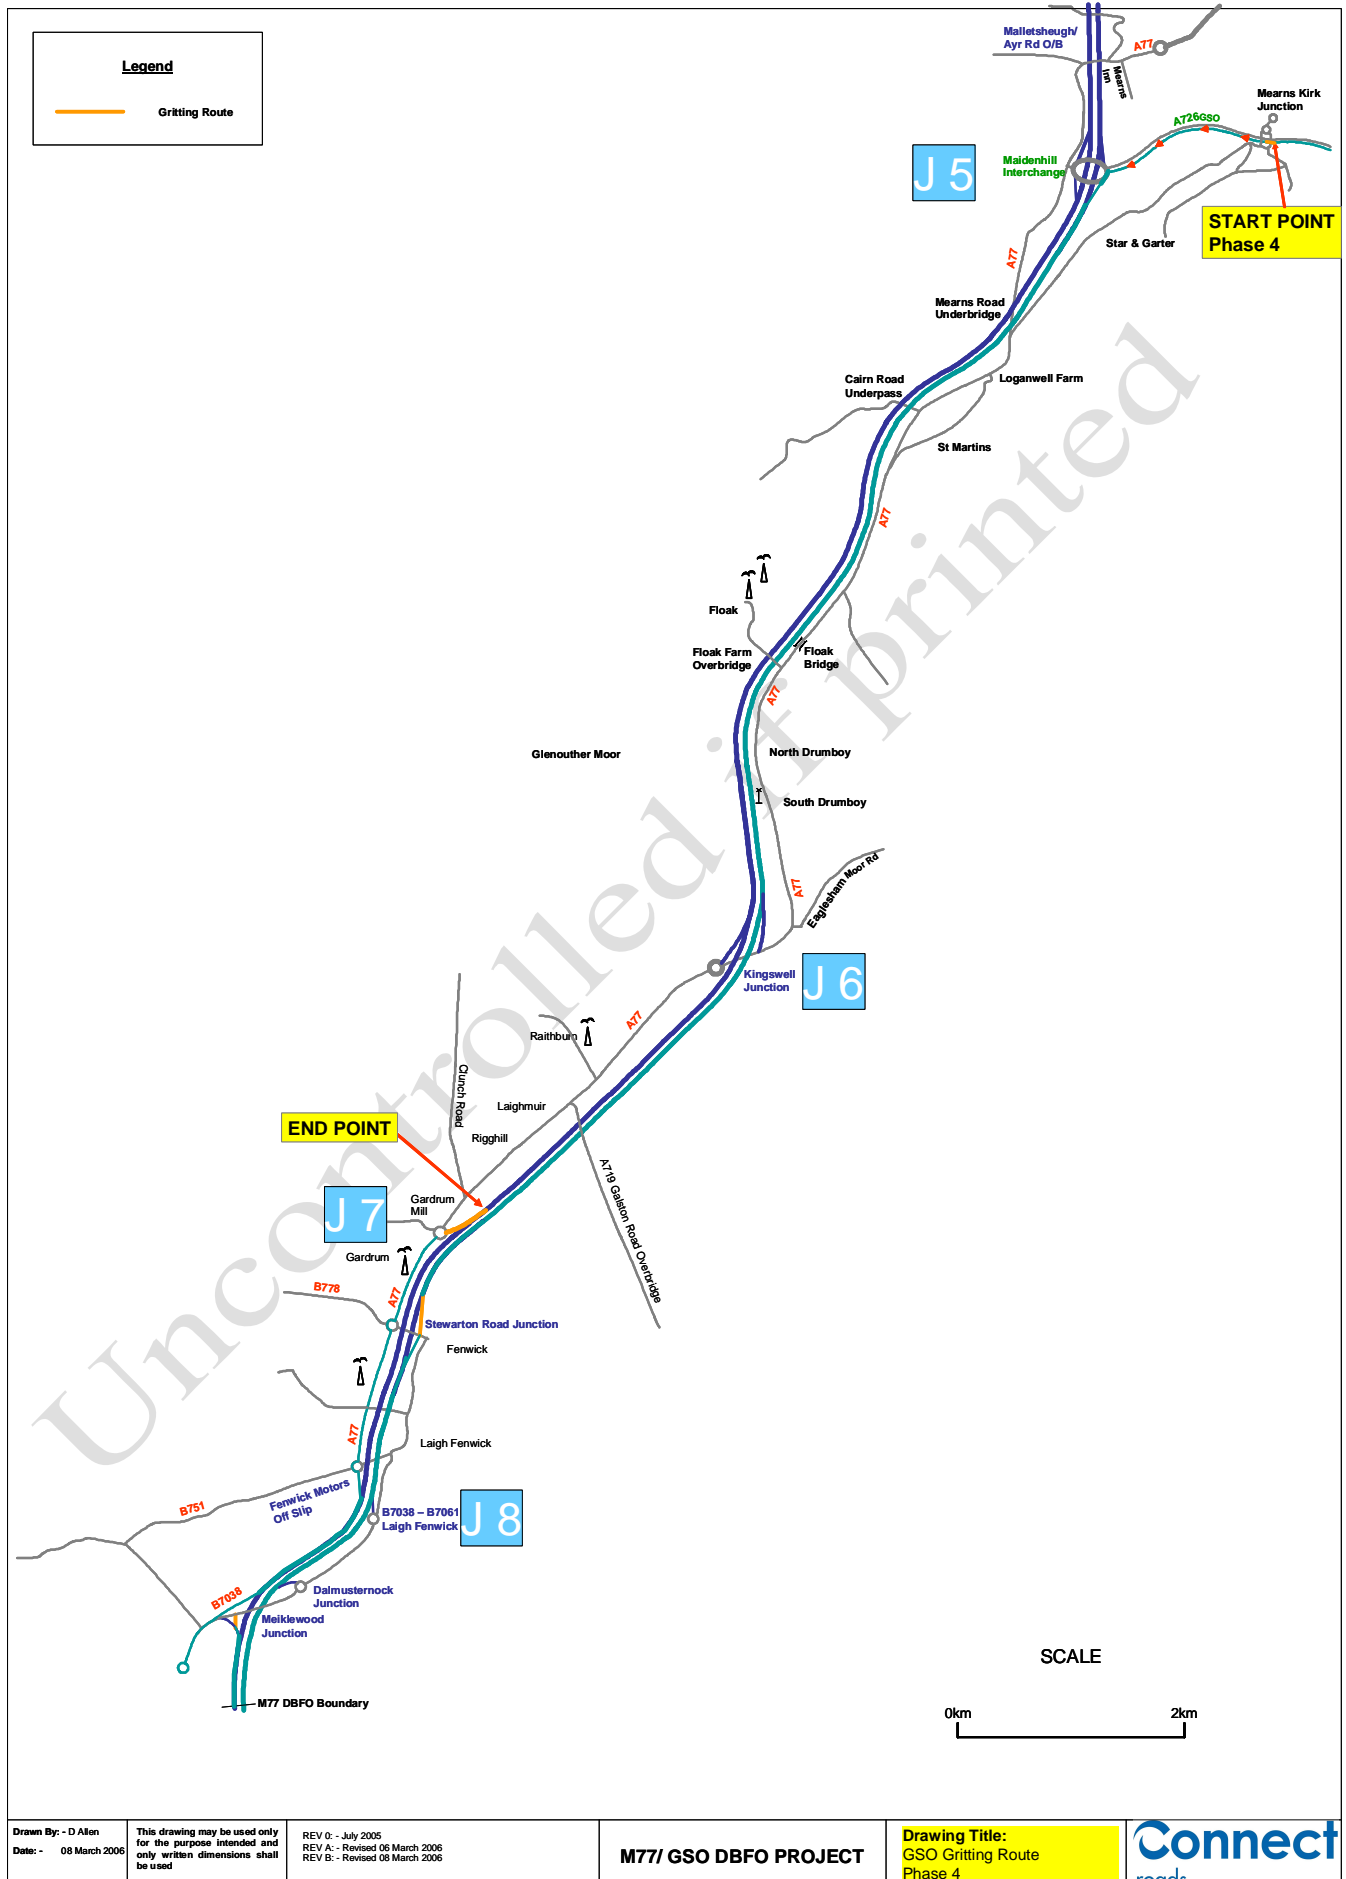 Legend
Gritting Route
Malletsheugh/
Ayr Rd O/B
A77
Mearns
Inn
Mearns Kirk
Junction
A726GSO
J 5
Maidenhill
Interchange
START POINT
Phase 4
Star & Garter
A77
Mearns Road
Underbridge
Cairn Road
Underpass
Loganwell Farm
St Martins
A77
Floak
Floak Farm
Overbridge
Floak
Bridge
A77
Glenouther Moor
North Drumboy
South Drumboy
A77
Eaglesham Moor Rd
Kingswell
Junction
J 6
A77
Raithburn
Clunch Road
Laighmuir
END POINT
Rigghill
A719 Galston Road Overbridge
J 7
Gardrum
Mill
Gardrum
B778
A77
Stewarton Road Junction
Fenwick
A77
Laigh Fenwick
B751
Fenwick Motors
Off Slip
B7038 – B7061
Laigh Fenwick
J 8
B7038
Dalmusternock
Junction
Meiklewood
Junction
M77 DBFO Boundary
SCALE
0km 2km
Uncontrolled if printed
Drawn By: - D Allen
Date: - 08 March 2006
This drawing may be used only
for the purpose intended and
only written dimensions shall
be used
REV 0: - July 2005
REV A: - Revised 06 March 2006
REV B: - Revised 08 March 2006
M77/ GSO DBFO PROJECT
Drawing Title:
GSO Gritting Route
Phase 4
Connect
roads